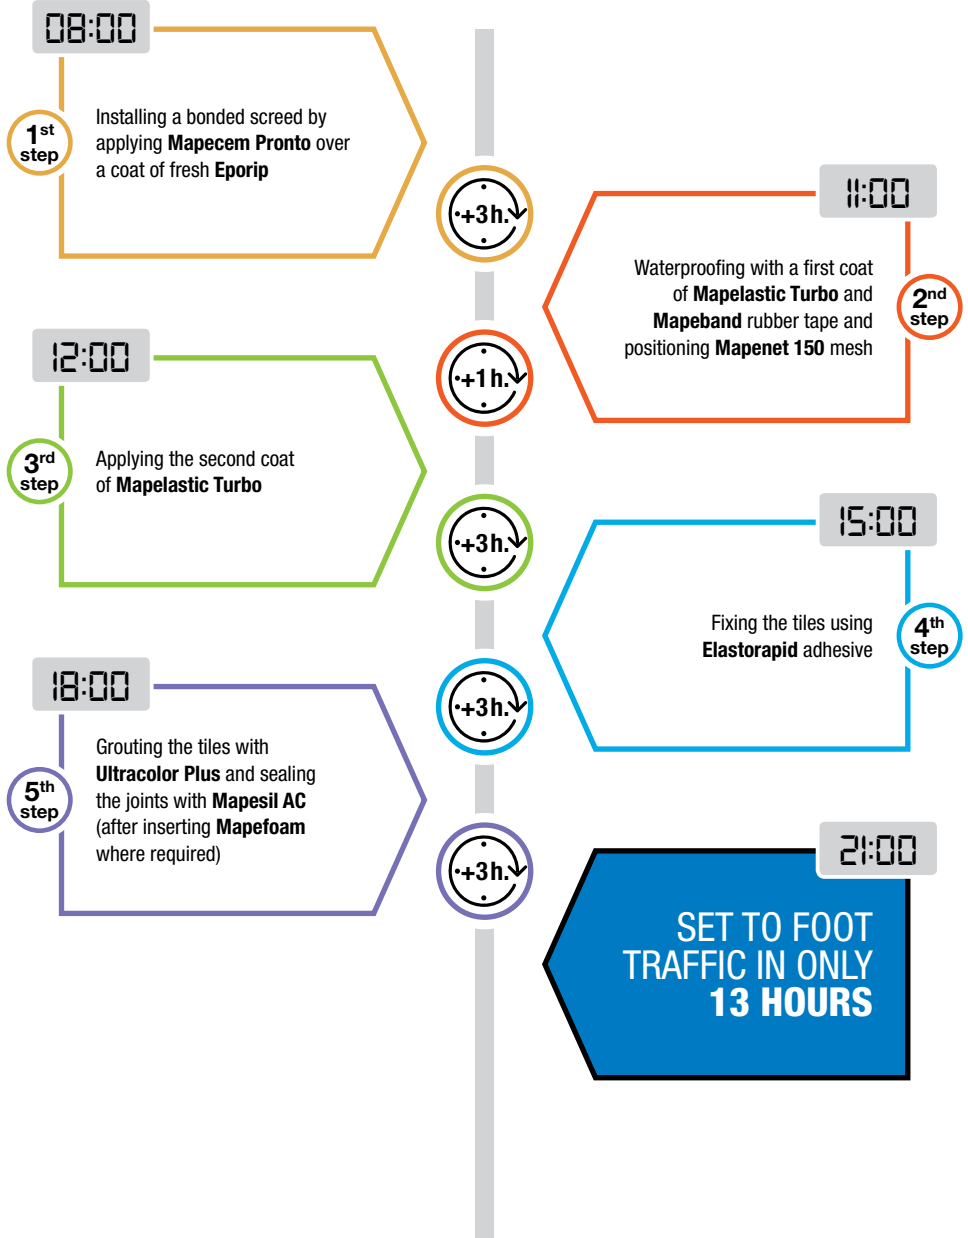 08:00
1st
step
Installing a bonded screed by
applying Mapecem Pronto over
a coat of fresh Eporip
+3h.
11:00
2nd
step
Waterproofing with a first coat
of Mapelastic Turbo and
Mapeband rubber tape and
positioning Mapenet 150 mesh
+1h.
12:00
3rd
step
Applying the second coat
of Mapelastic Turbo
+3h.
15:00
4th
step
Fixing the tiles using
Elastorapid adhesive
+3h.
18:00
5th
step
Grouting the tiles with
Ultracolor Plus and sealing
the joints with Mapesil AC
(after inserting Mapefoam
where required)
+3h.
21:00
SET TO FOOT
TRAFFIC IN ONLY
13 HOURS